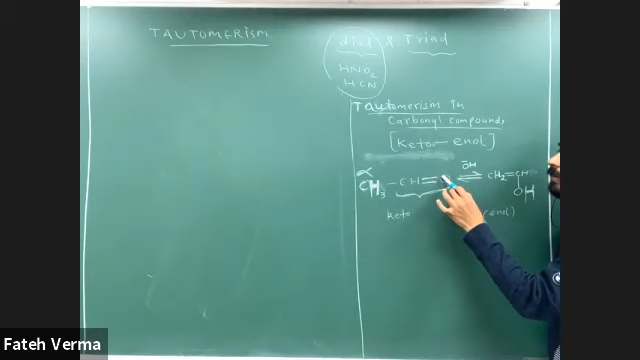 TAUTOMERISM
diad & Triad
HNO2
HCN
TAutomerism in
Carbonyl compounds
[Keto - enol]
α
CH3 - CH = ŌH CH2 = CH
OH
keto (enol)
Fateh Verma